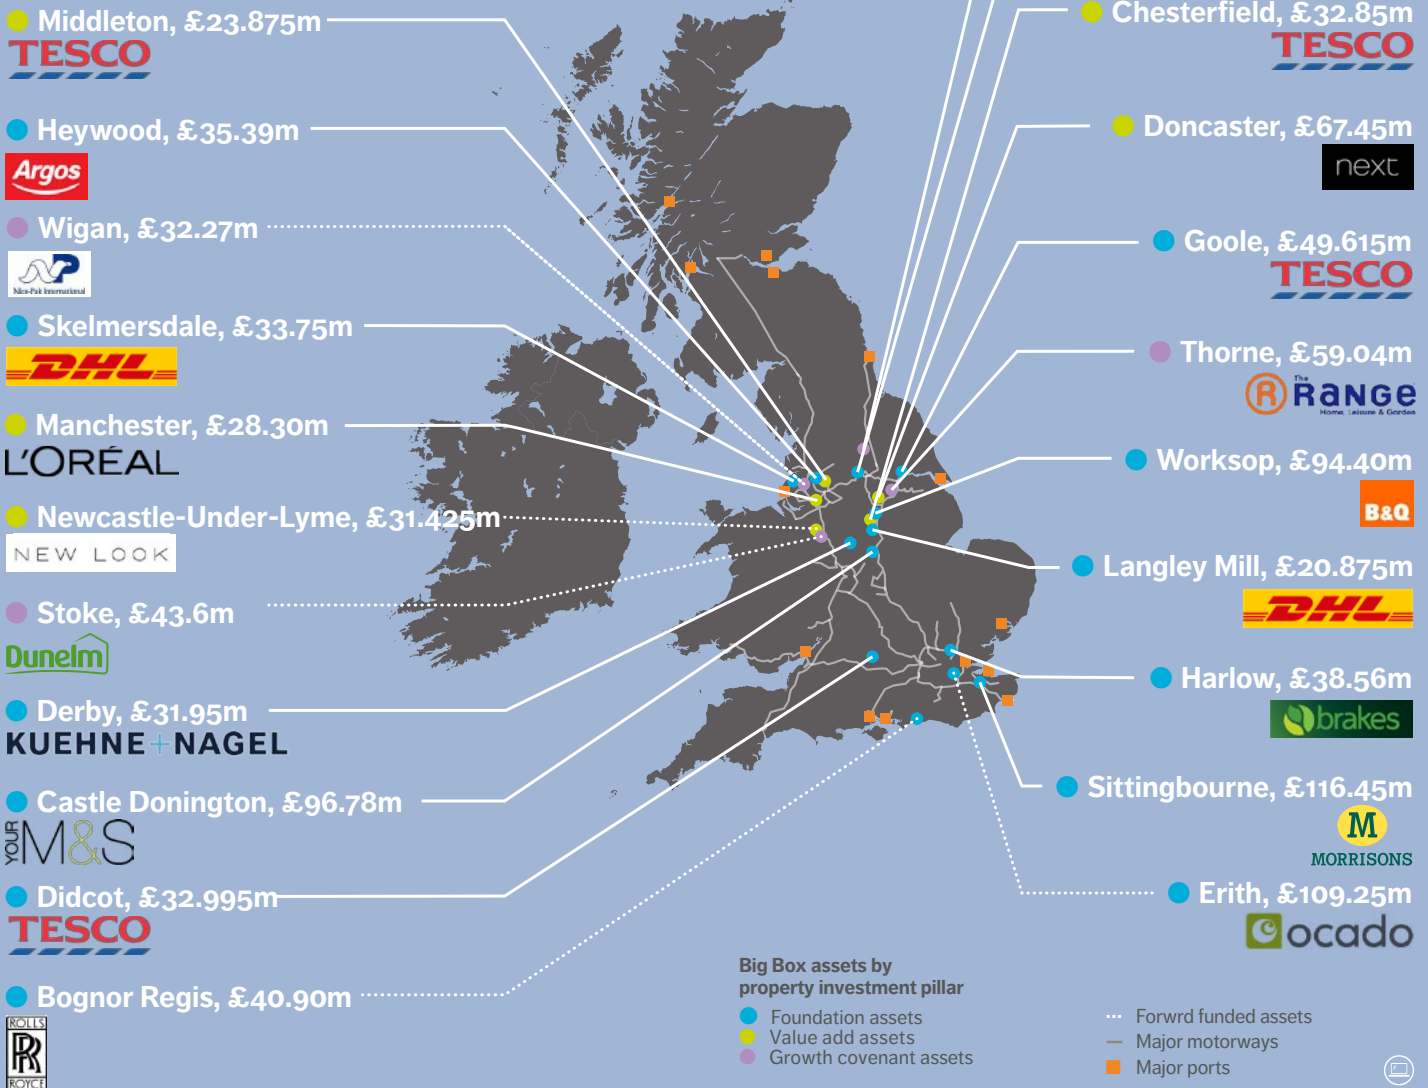 Middleton, £23.875m
TESCO
Heywood, £35.39m
Argos
Wigan, £32.27m
NP
Nice-Pak International
Skelmersdale, £33.75m
DHL
Manchester, £28.30m
L'ORÉAL
Newcastle-Under-Lyme, £31.425m
NEW LOOK
Stoke, £43.6m
Dunelm
Derby, £31.95m
KUEHNE+NAGEL
Castle Donington, £96.78m
YOUR M&S
Didcot, £32.995m
TESCO
Bognor Regis, £40.90m
ROLLS
RR
ROYCE
Chesterfield, £32.85m
TESCO
Doncaster, £67.45m
next
Goole, £49.615m
TESCO
Thorne, £59.04m
R The RANGE
Home, Leisure & Garden
Worksop, £94.40m
B&Q
Langley Mill, £20.875m
DHL
Harlow, £38.56m
brakes
Sittingbourne, £116.45m
M
MORRISONS
Erith, £109.25m
ocado
Big Box assets by
property investment pillar
Foundation assets
Value add assets
Growth covenant assets
Forwrd funded assets
Major motorways
Major ports